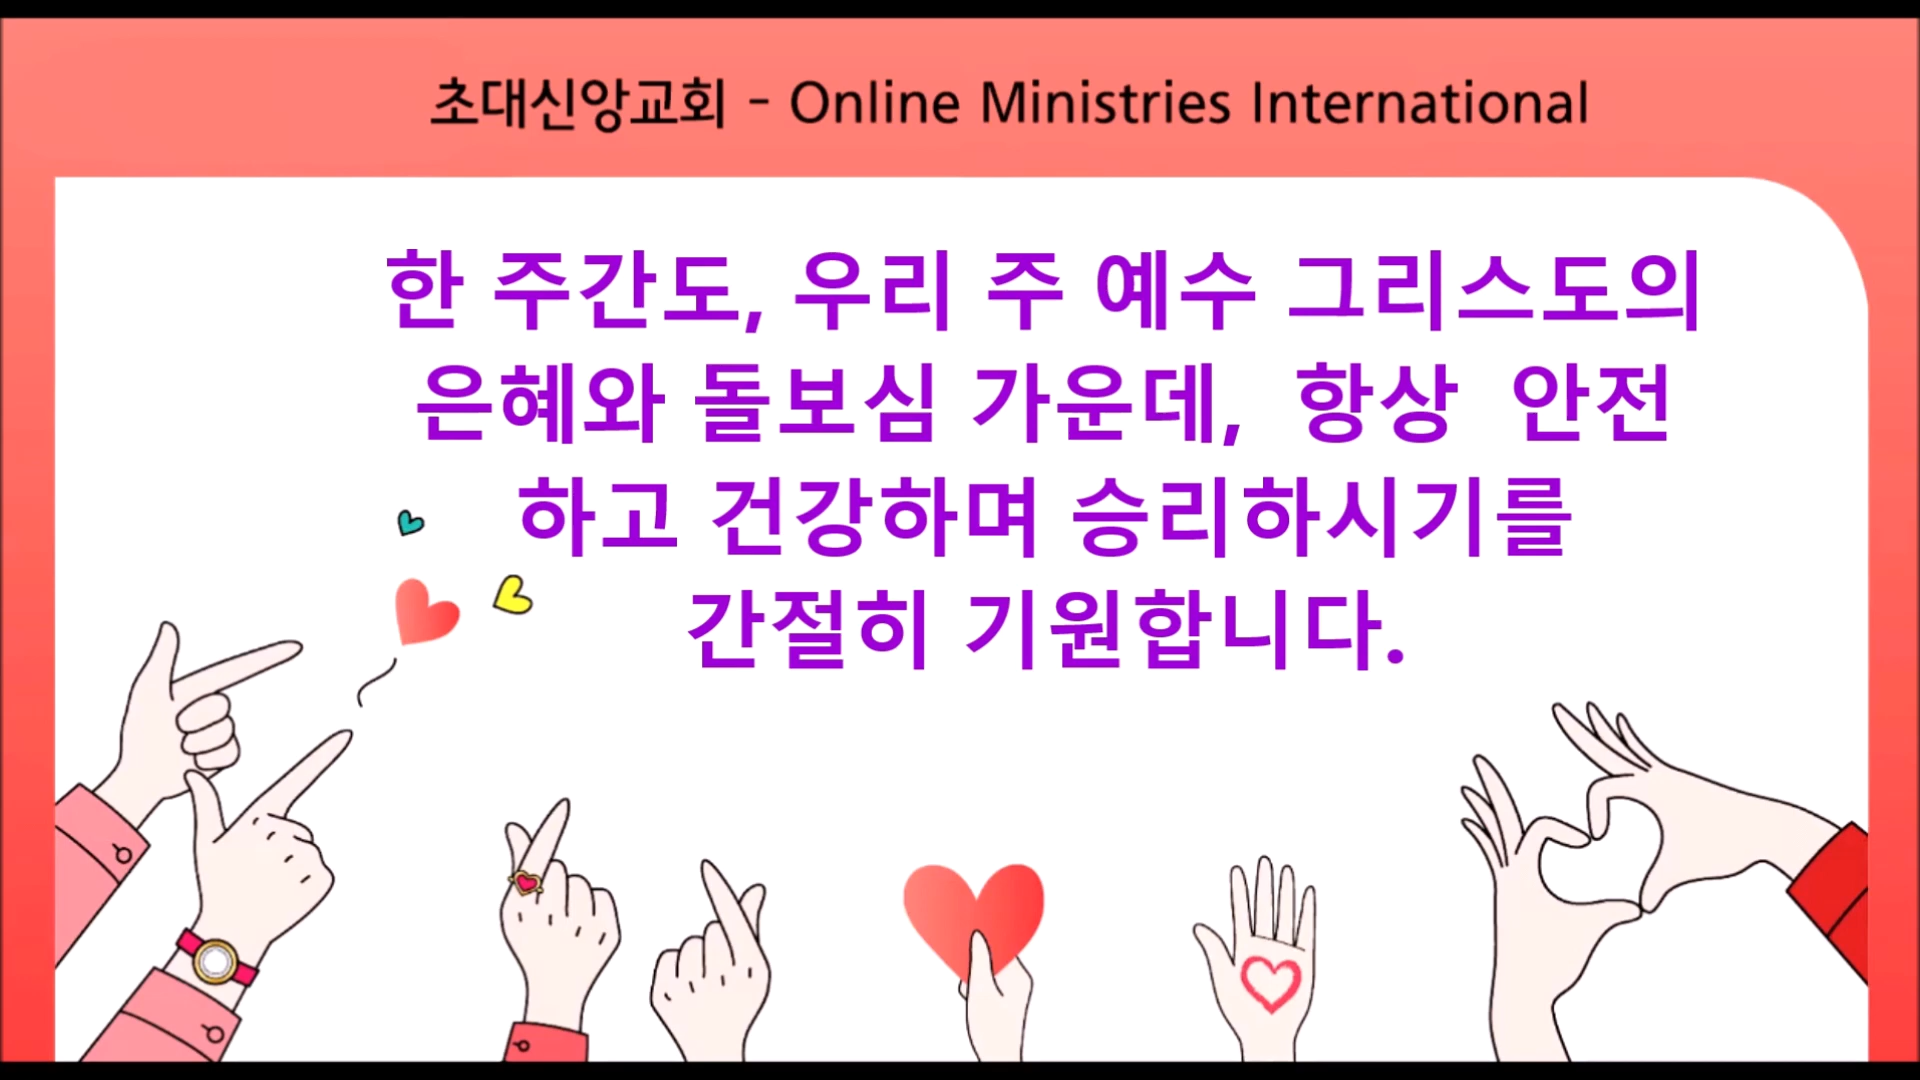 초대신앙교회 - Online Ministries International
한 주간도, 우리 주 예수 그리스도의
은혜와 돌보심 가운데, 항상 안전
하고 건강하며 승리하시기를
간절히 기원합니다.